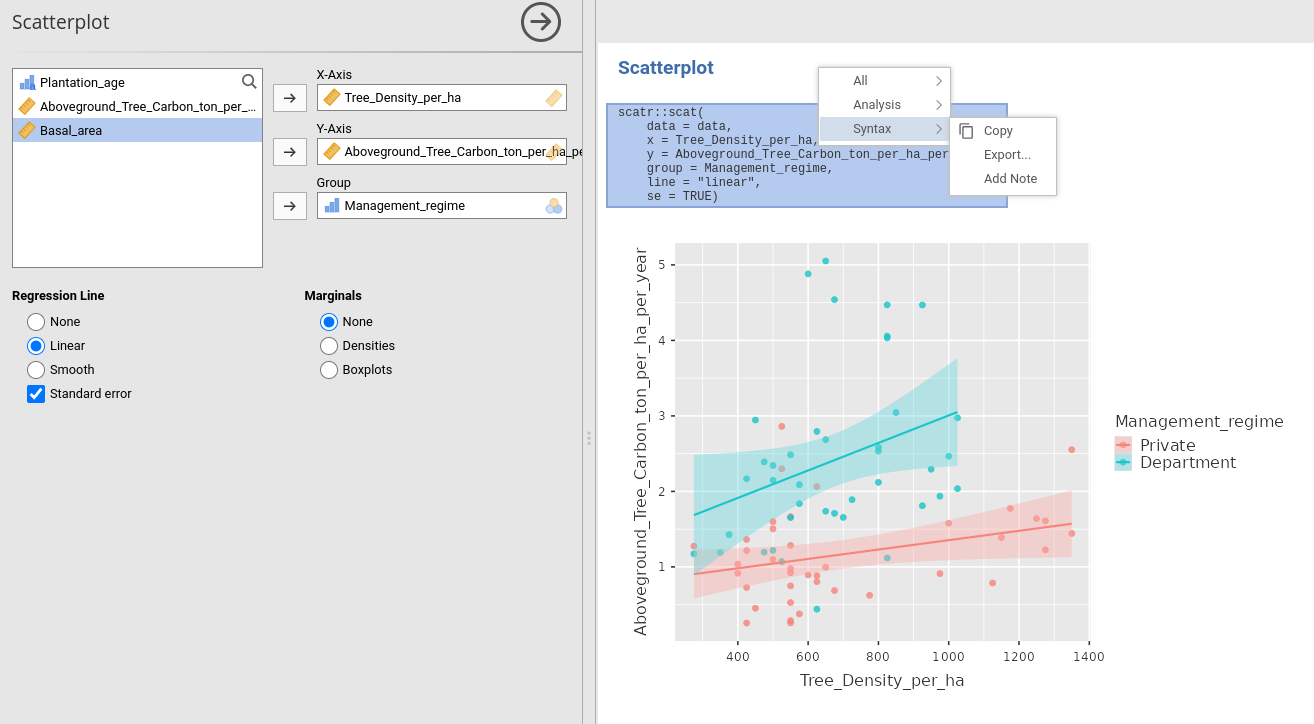 Scatterplot
Plantation_age
Aboveground_Tree_Carbon_ton_per_...
Basal_area
X-Axis
Tree_Density_per_ha
Y-Axis
Aboveground_Tree_Carbon_ton_per_ha_pe
Group
Management_regime
Regression Line
None
Linear
Smooth
Standard error
Marginals
None
Densities
Boxplots
Scatterplot
scatr::scat(
data = data,
x = Tree_Density_per_ha,
y = Aboveground_Tree_Carbon_ton_per_ha_per
group = Management_regime,
line = "linear",
se = TRUE)
All
Analysis
Syntax
Copy
Export...
Add Note
Aboveground_Tree_Carbon_ton_per_ha_per_year
5
4
3
2
1
400 600 800 1000 1200 1400
Tree_Density_per_ha
Management_regime
Private
Department